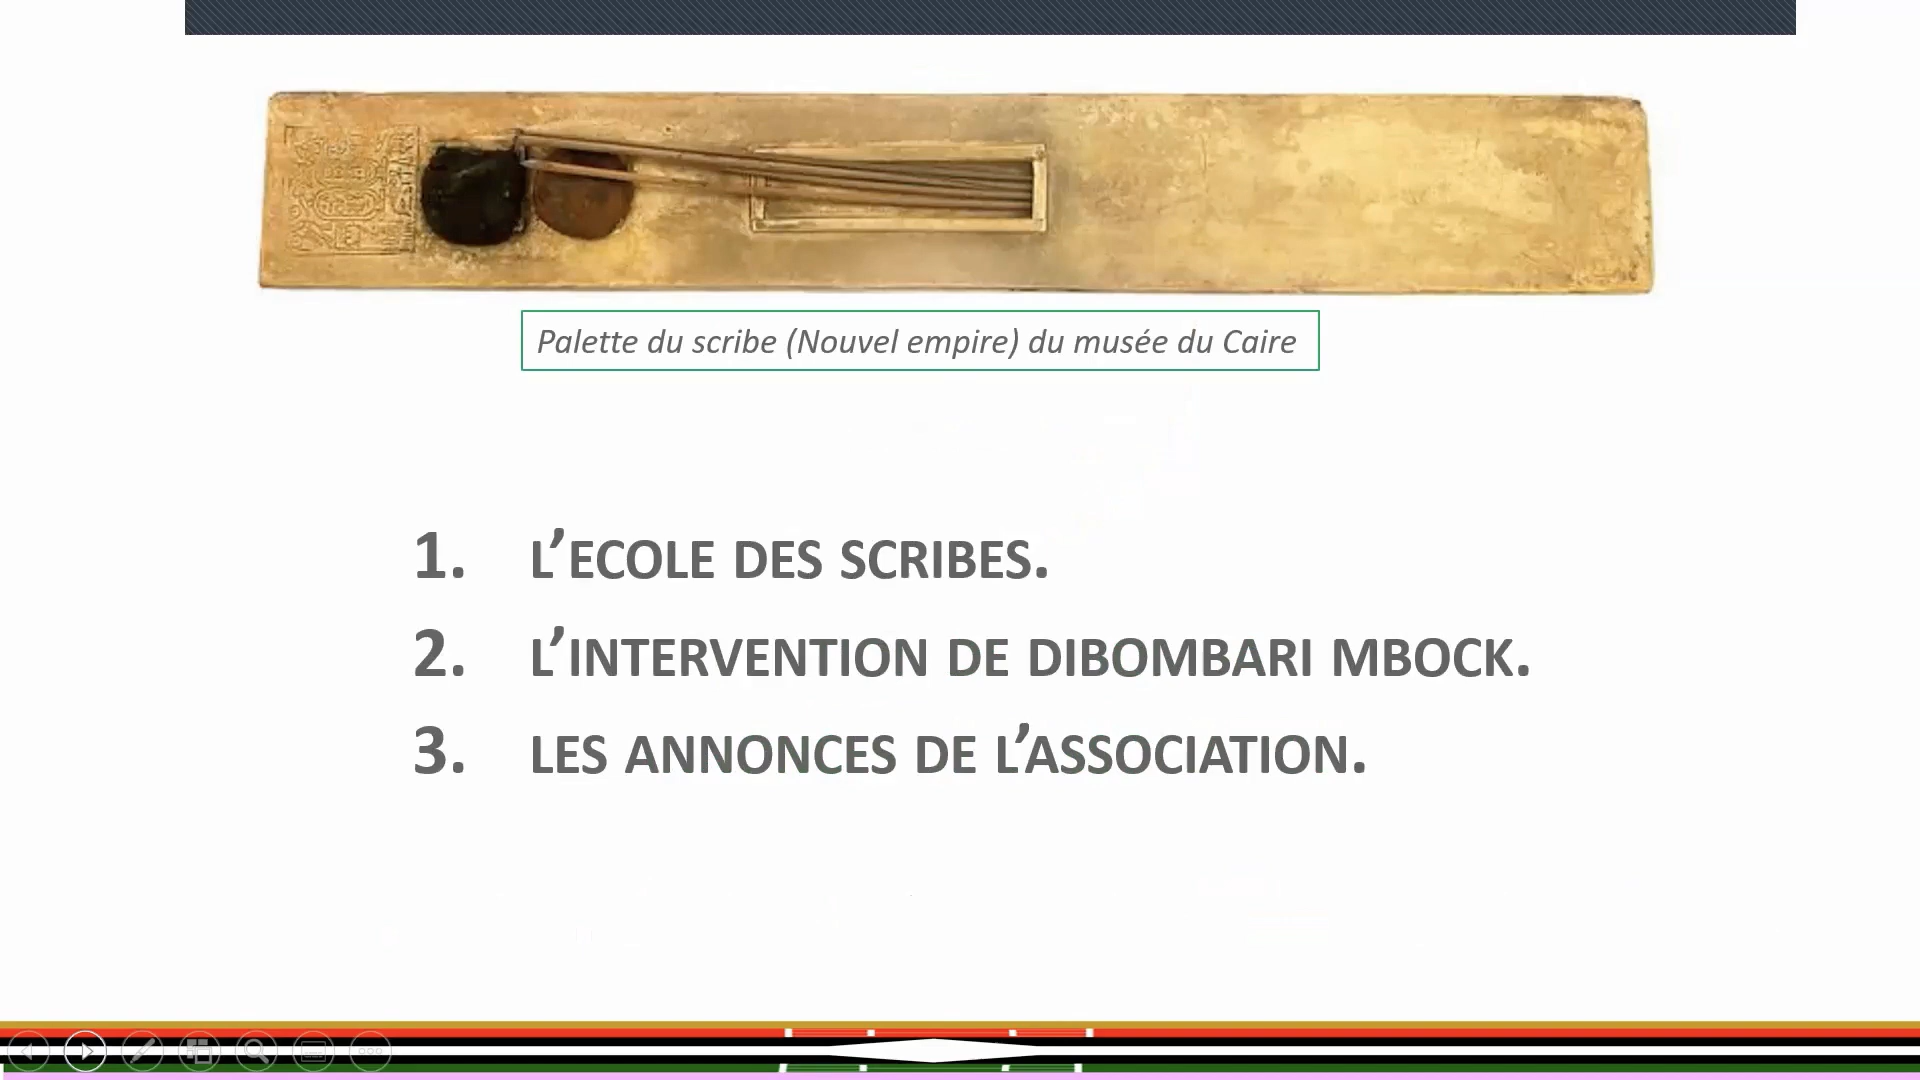 Palette du scribe (Nouvel empire) du musée du Caire
1. L’ECOLE DES SCRIBES.
2. L’INTERVENTION DE DIBOMBARI MBOCK.
3. LES ANNONCES DE L’ASSOCIATION.